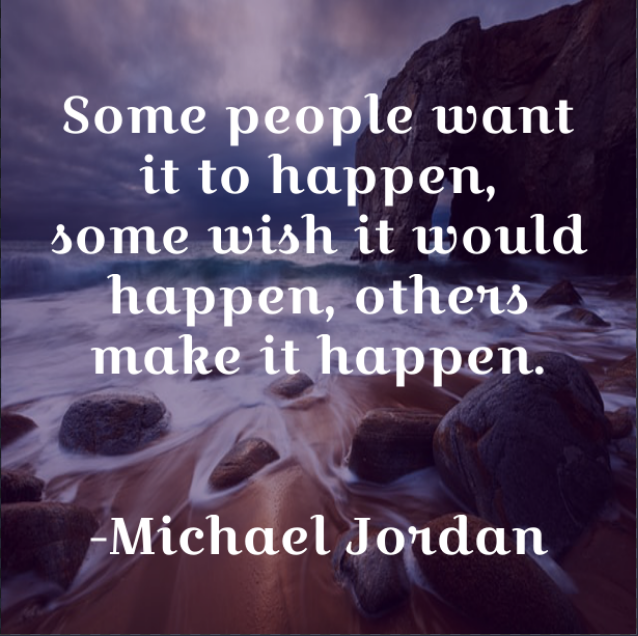 Some people want
it to happen,
some wish it would
happen, others
make it happen.
-Michael Jordan